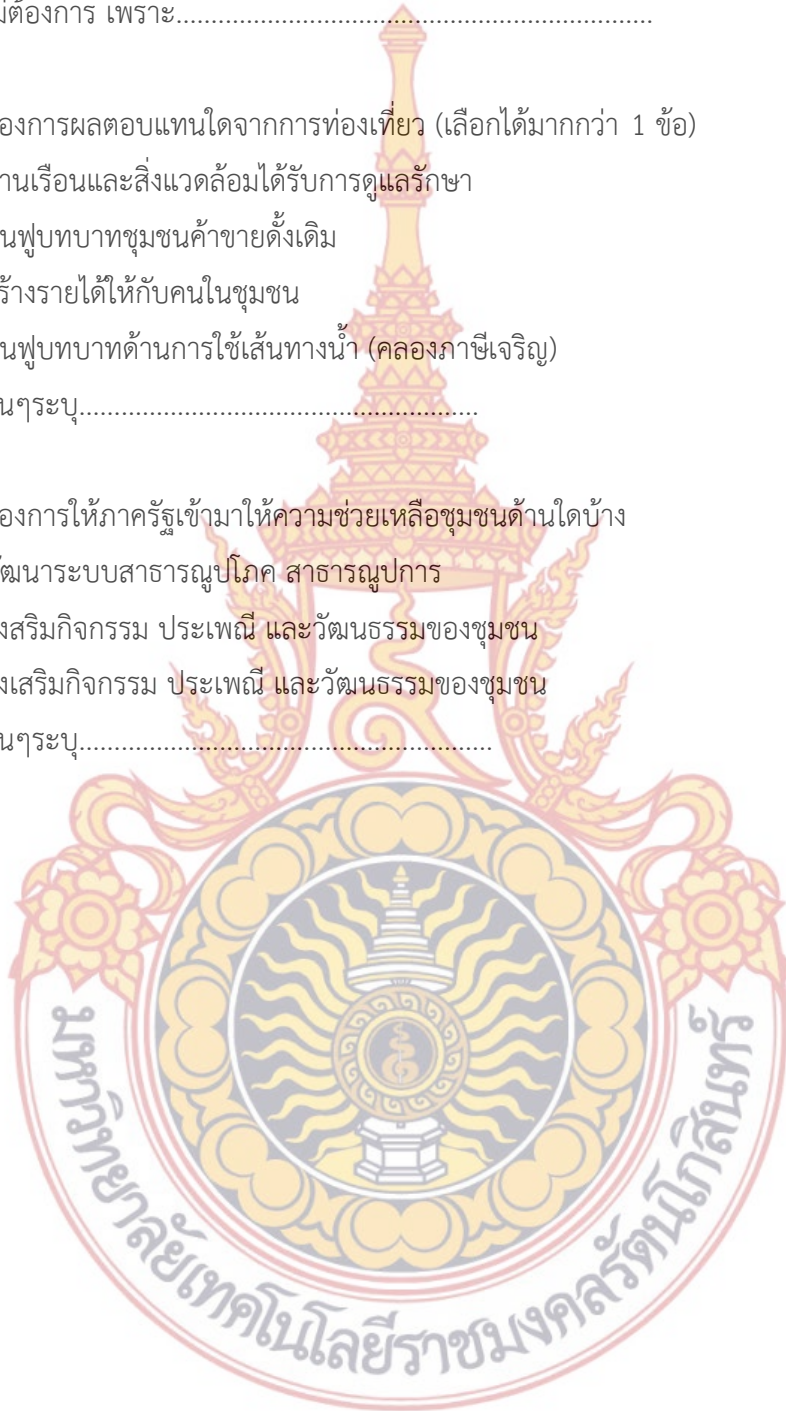 ม่ต้องการ เพราะ....................................................................
องการผลตอบแทนใดจากการท่องเที่ยว (เลือกได้มากกว่า 1 ข้อ)
านเรือนและสิ่งแวดล้อมได้รับการดูแลรักษา
นฟูบทบาทชุมชนค้าขายดั้งเดิม
ร้างรายได้ให้กับคนในชุมชน
นฟูบทบาทด้านการใช้เส้นทางน้ำ (คลองภาษีเจริญ)
นๆระบุ.........................................................
องการให้ภาครัฐเข้ามาให้ความช่วยเหลือชุมชนด้านใดบ้าง
ัฒนาระบบสาธารณูปโภค สาธารณูปการ
งสริมกิจกรรม ประเพณี และวัฒนธรรมของชุมชน
งเสริมกิจกรรม ประเพณี และวัฒนธรรมของชุมชน
นๆระบุ...........................................................
มหาวิทยาลัยเทคโนโลยีราชมงคลรัตนโกสินทร์